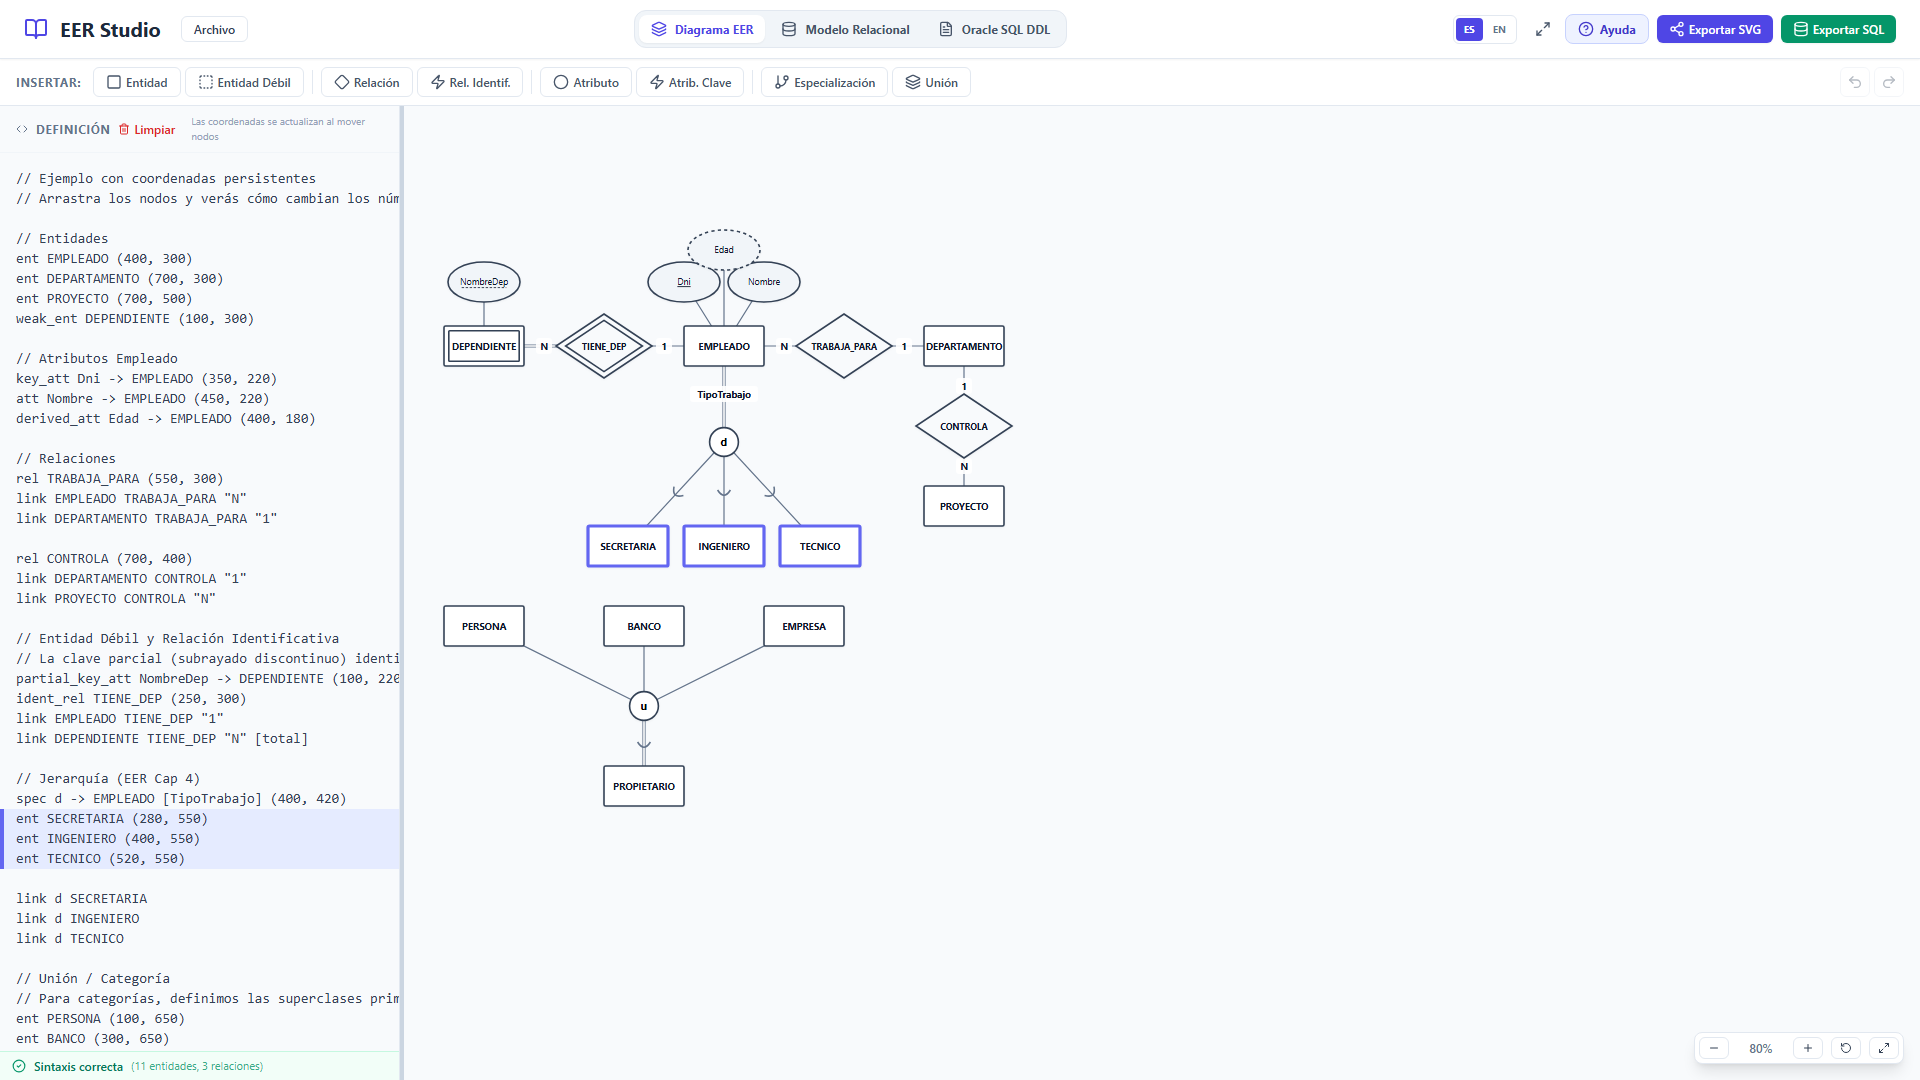 EER Studio
Archivo
Diagrama EER
Modelo Relacional
Oracle SQL DDL
ES
EN
Ayuda
Exportar SVG
Exportar SQL
INSERTAR:
Entidad
Entidad Débil
Relación
Rel. Identif.
Atributo
Atrib. Clave
Especialización
Unión
DEFINICIÓN
Limpiar
Las coordenadas se actualizan al mover
nodos
// Ejemplo con coordenadas persistentes
// Arrastra los nodos y verás cómo cambian los núm
// Entidades
ent EMPLEADO (400, 300)
ent DEPARTAMENTO (700, 300)
ent PROYECTO (700, 500)
weak_ent DEPENDIENTE (100, 300)
// Atributos Empleado
key_att Dni -> EMPLEADO (350, 220)
att Nombre -> EMPLEADO (450, 220)
derived_att Edad -> EMPLEADO (400, 180)
// Relaciones
rel TRABAJA_PARA (550, 300)
link EMPLEADO TRABAJA_PARA "N"
link DEPARTAMENTO TRABAJA_PARA "1"
rel CONTROLA (700, 400)
link DEPARTAMENTO CONTROLA "1"
link PROYECTO CONTROLA "N"
// Entidad Débil y Relación Identificativa
// La clave parcial (subrayado discontinuo) identi
partial_key_att NombreDep -> DEPENDIENTE (100, 220
ident_rel TIENE_DEP (250, 300)
link EMPLEADO TIENE_DEP "1"
link DEPENDIENTE TIENE_DEP "N" [total]
// Jerarquía (EER Cap 4)
spec d -> EMPLEADO [TipoTrabajo] (400, 420)
ent SECRETARIA (280, 550)
ent INGENIERO (400, 550)
ent TECNICO (520, 550)
link d SECRETARIA
link d INGENIERO
link d TECNICO
// Unión / Categoría
// Para categorías, definimos las superclases prim
ent PERSONA (100, 650)
ent BANCO (300, 650)
Sintaxis correcta (11 entidades, 3 relaciones)
Edad
NombreDep
Dni
Nombre
DEPENDIENTE
N
TIENE_DEP
1
EMPLEADO
N
TRABAJA_PARA
1
DEPARTAMENTO
TipoTrabajo
1
CONTROLA
d
N
PROYECTO
SECRETARIA
INGENIERO
TECNICO
PERSONA
BANCO
EMPRESA
u
PROPIETARIO
80%